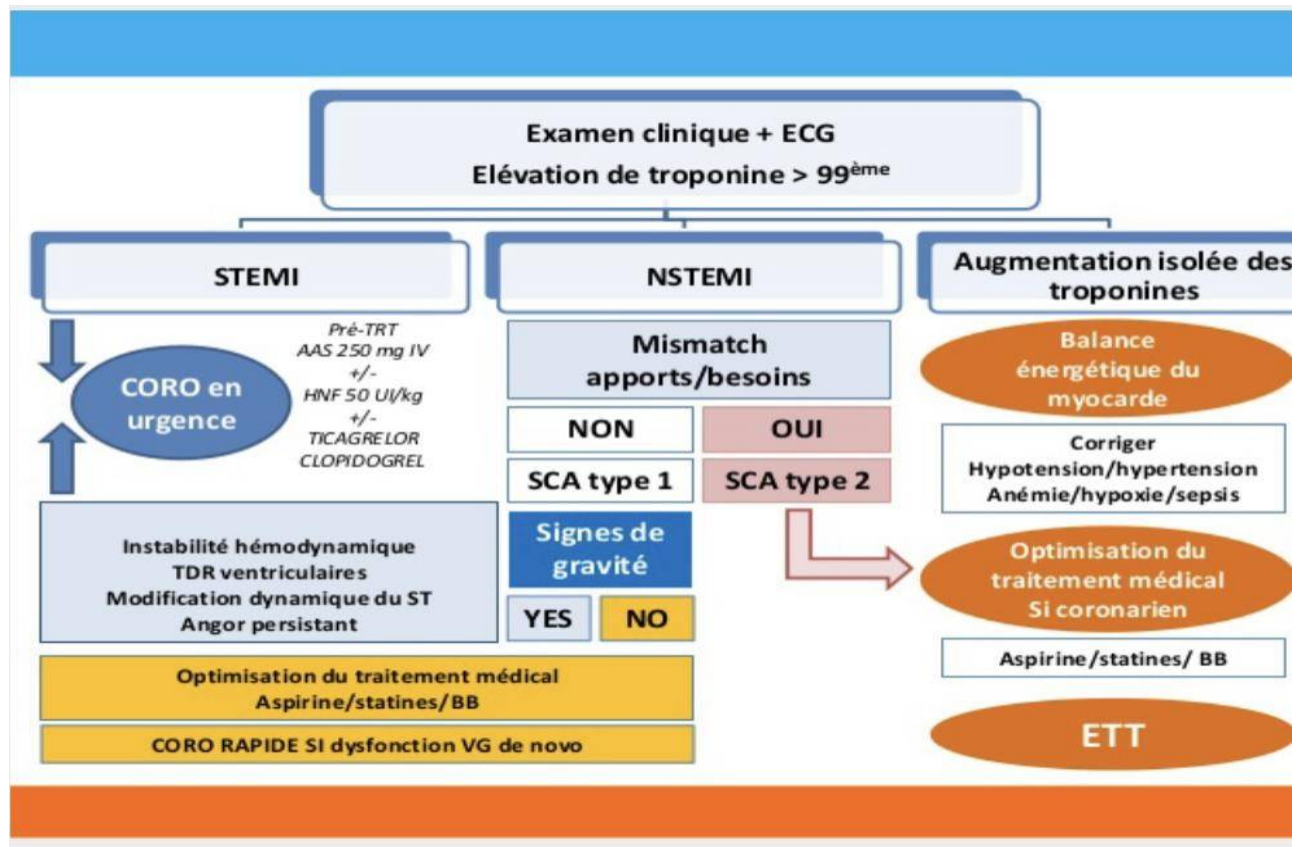 Examen clinique + ECG
Elévation de troponine > 99ème
STEMI
Pré-TRT
AAS 250 mg IV
+/-
HNF 50 UI/kg
+/-
TICAGRELOR
CLOPIDOGREL
CORO en
urgence
Instabilité hémodynamique
TDR ventriculaires
Modification dynamique du ST
Angor persistant
NSTEMI
Mismatch
apports/besoins
NON
OUI
SCA type 1
SCA type 2
Signes de
gravité
YES
NO
Optimisation du traitement médical
Aspirine/statines/BB
CORO RAPIDE SI dysfonction VG de novo
Augmentation isolée des
troponines
Balance
énergétique du
myocarde
Corriger
Hypotension/hypertension
Anémie/hypoxie/sepsis
Optimisation du
traitement médical
Si coronarien
Aspirine/statines/ BB
ETT